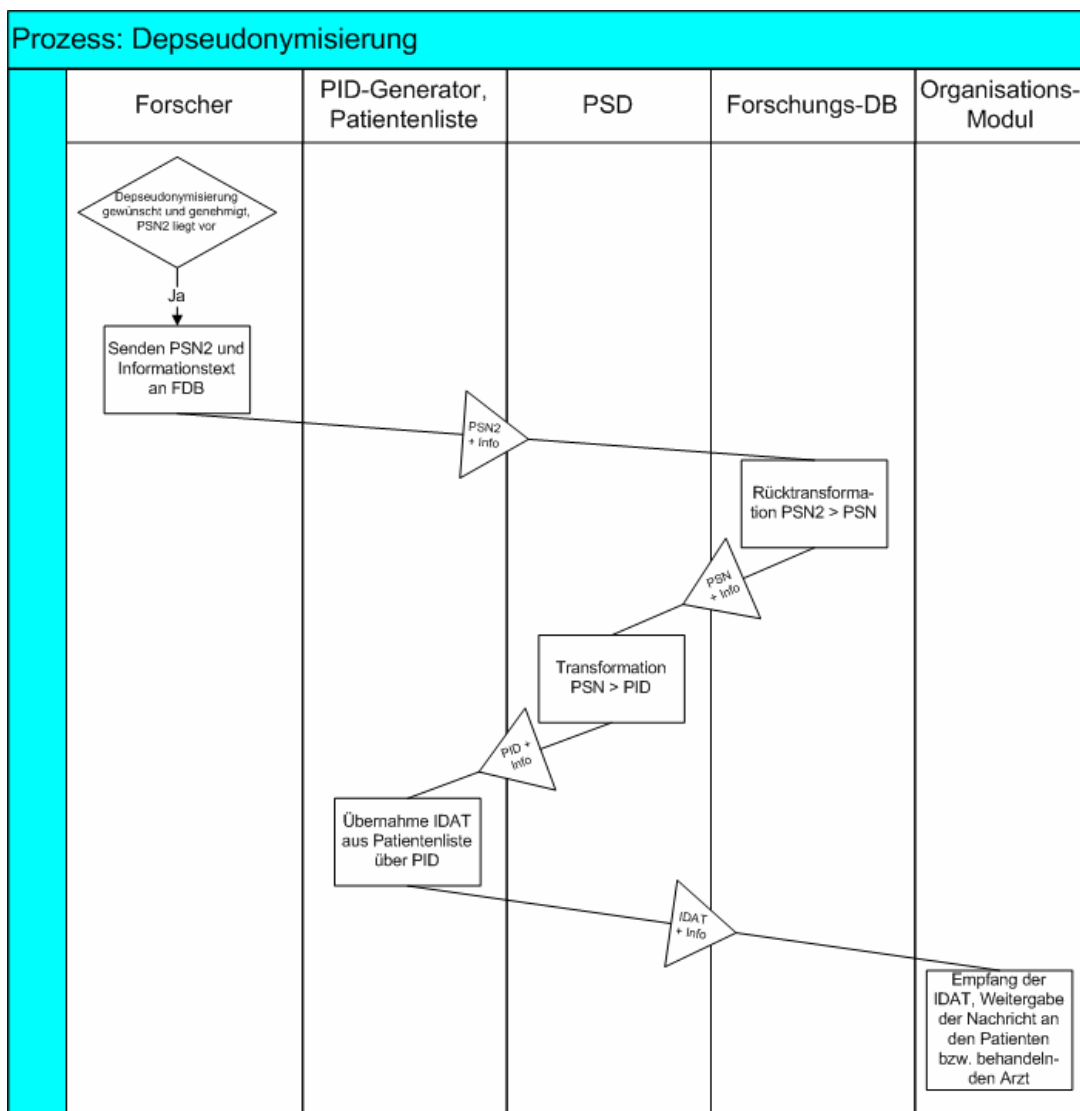 Prozess: Depseudonymisierung
Forscher
PID-Generator,
Patientenliste
PSD
Forschungs-DB
Organisations-
Modul
Depseudonymisierung
gewünscht und genehmigt,
PSN2 liegt vor
Ja
Senden PSN2 und
Informationstext
an FDB
PSN2
+ Info
Rücktransforma-
tion PSN2 > PSN
PSN
+ Info
Transformation
PSN > PID
PID +
Info
Übernahme IDAT
aus Patientenliste
über PID
IDAT
+ Info
Empfang der
IDAT, Weitergabe
der Nachricht an
den Patienten
bzw. behandeln-
den Arzt